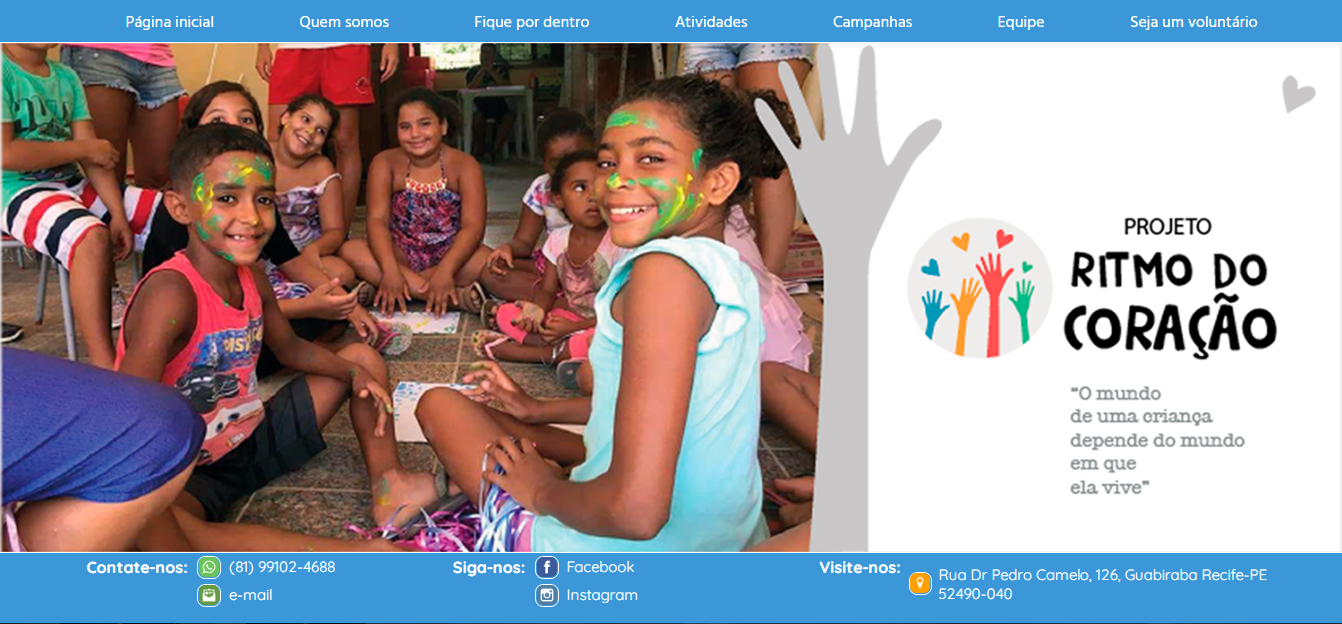 Página inicial Quem somos Fique por dentro Atividades Campanhas Equipe Seja um voluntário
PROJETO
RITMO DO
CORAÇÃO
"O mundo
de uma criança
depende do mundo
em que
ela vive"
Contate-nos: (81) 99102-4688
e-mail
Siga-nos: Facebook
Instagram
Visite-nos: Rua Dr Pedro Camelo, 126, Guabiraba Recife-PE
52490-040